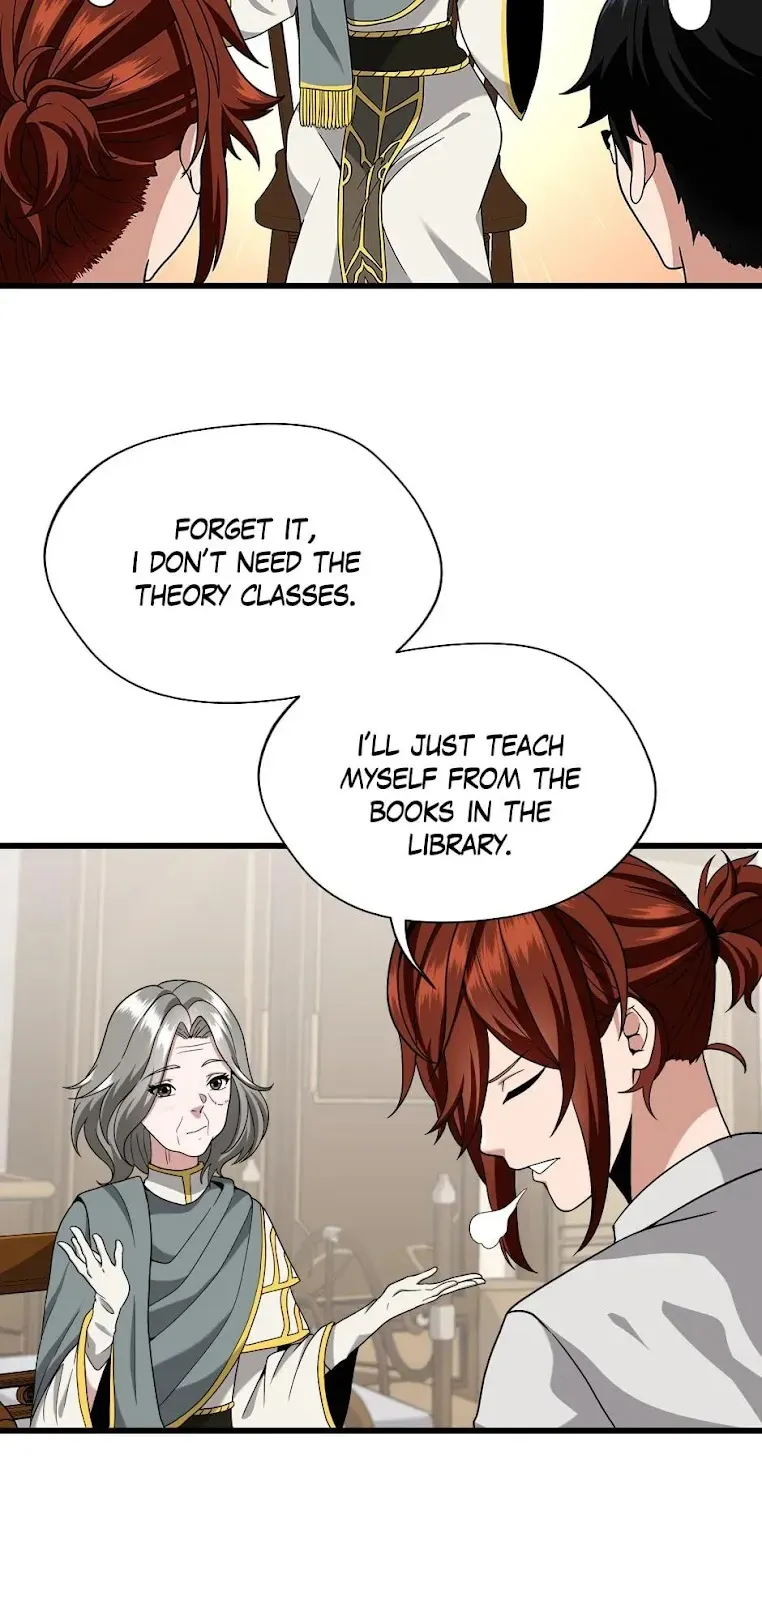 FORGET IT,
I DON'T NEED THE
THEORY CLASSES.
I'LL JUST TEACH
MYSELF FROM THE
BOOKS IN THE
LIBRARY.